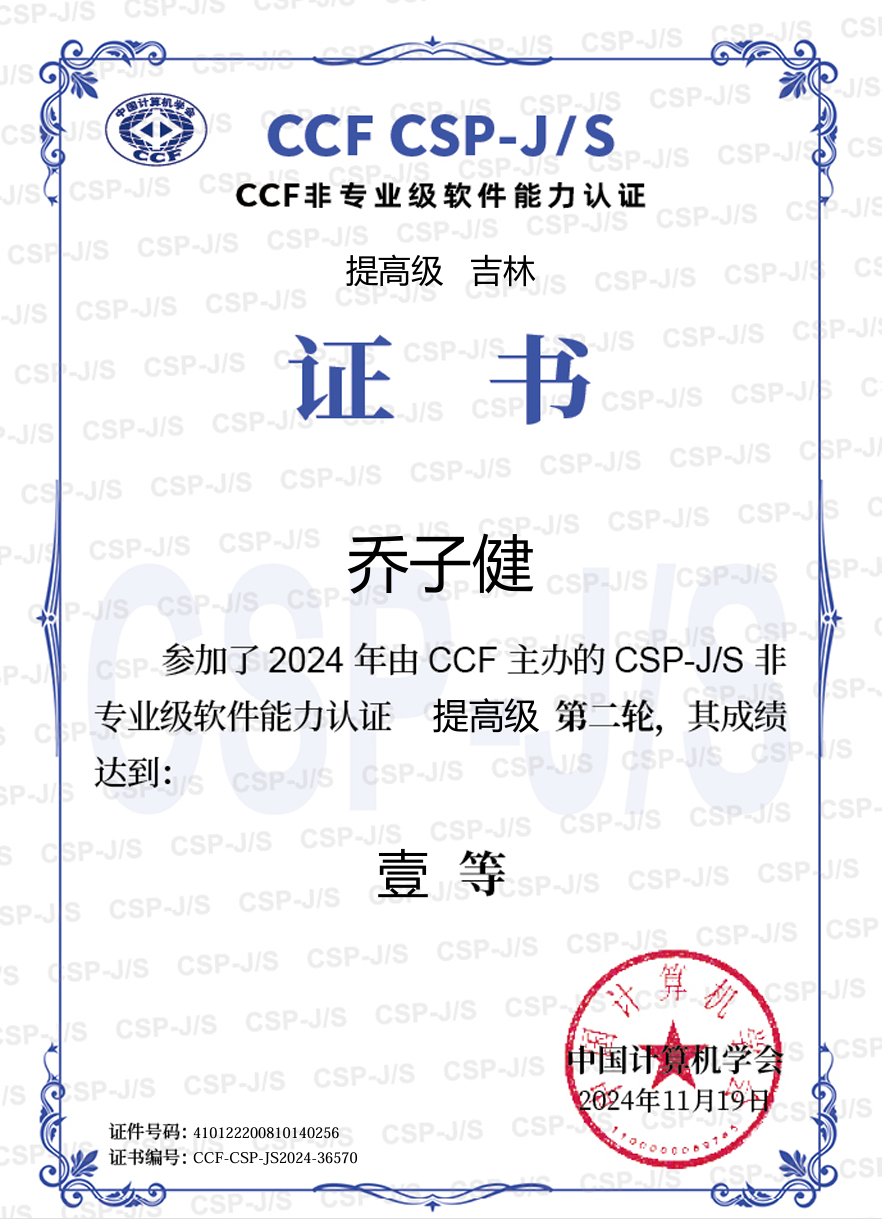 中国计算机学会
CCF
CCF CSP-J/S
CCF非专业级软件能力认证
提高级 吉林
证 书
乔子健
参加了 2024 年由 CCF 主办的 CSP-J/S 非
专业级软件能力认证 提高级 第二轮，其成绩
达到：
壹 等
中国计算机学会
中国计算机学会
2024年11月19日
证件号码：410122200810140256
证书编号：CCF-CSP-JS2024-36570
CSP-J/S